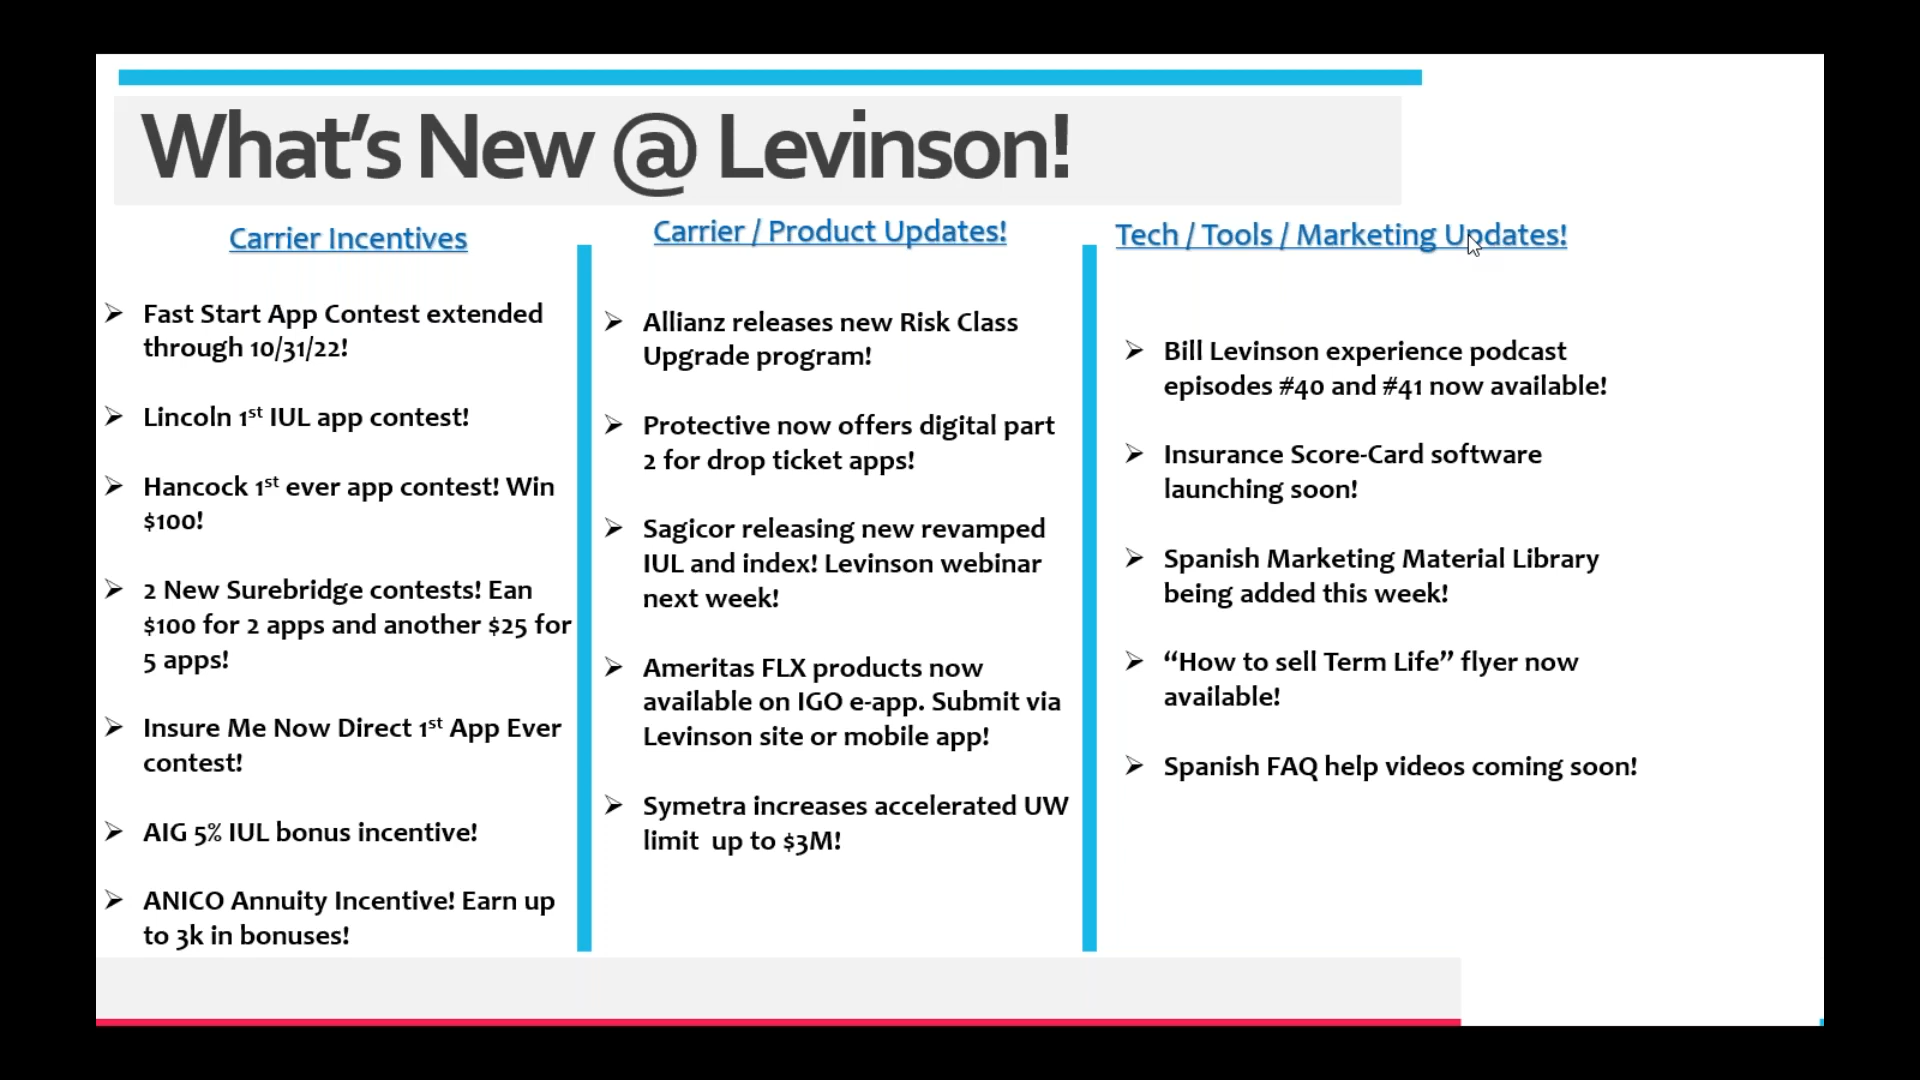 What's New @ Levinson!
Carrier Incentives
Fast Start App Contest extended
through 10/31/22!
Lincoln 1st IUL app contest!
Hancock 1st ever app contest! Win
$100!
2 New Surebridge contests! Ean
$100 for 2 apps and another $25 for
5 apps!
Insure Me Now Direct 1st App Ever
contest!
AIG 5% IUL bonus incentive!
ANICO Annuity Incentive! Earn up
to 3k in bonuses!
Carrier / Product Updates!
Allianz releases new Risk Class
Upgrade program!
Protective now offers digital part
2 for drop ticket apps!
Sagicor releasing new revamped
IUL and index! Levinson webinar
next week!
Ameritas FLX products now
available on IGO e-app. Submit via
Levinson site or mobile app!
Symetra increases accelerated UW
limit  up to $3M!
Tech / Tools / Marketing Updates!
Bill Levinson experience podcast
episodes #40 and #41 now available!
Insurance Score-Card software
launching soon!
Spanish Marketing Material Library
being added this week!
“How to sell Term Life” flyer now
available!
Spanish FAQ help videos coming soon!